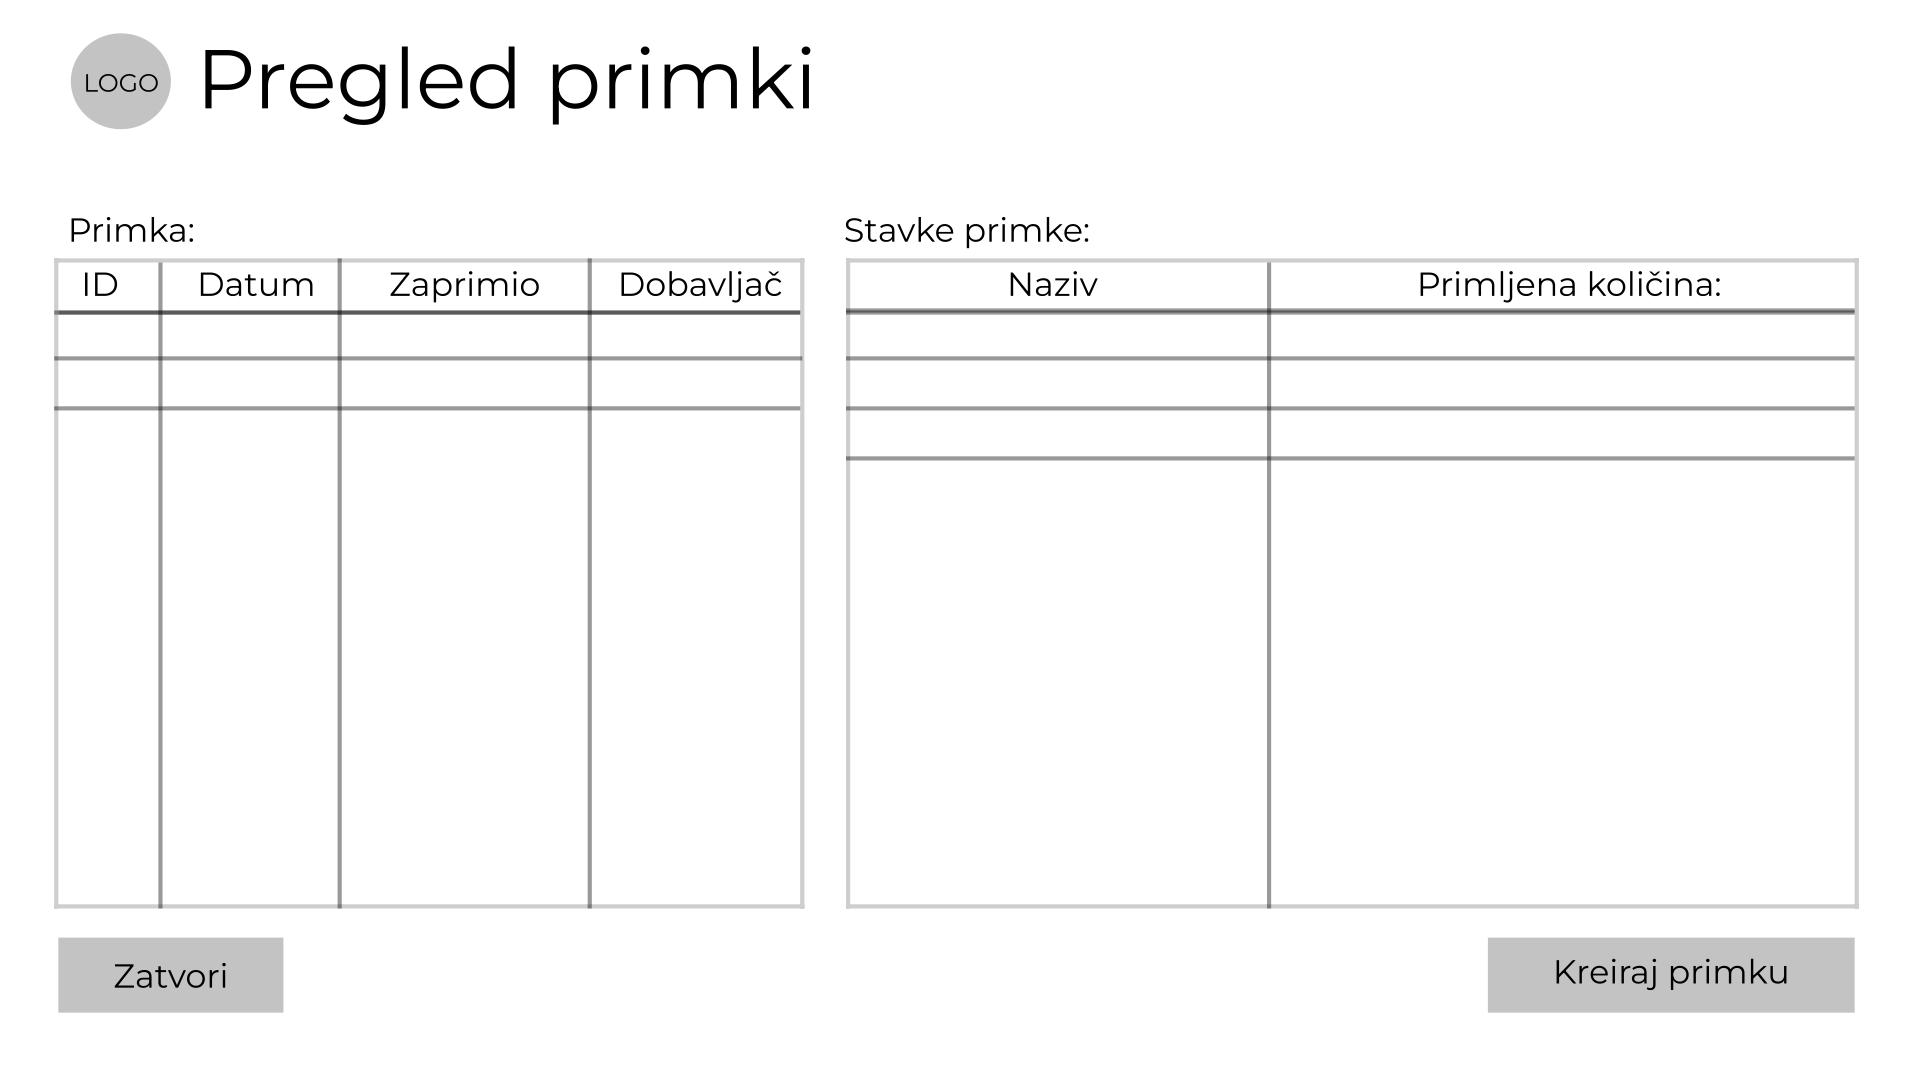 LOGO
Pregled primki
Primka:
ID Datum Zaprimio Dobavljač
Stavke primke:
Naziv Primljena količina:
Zatvori
Kreiraj primku